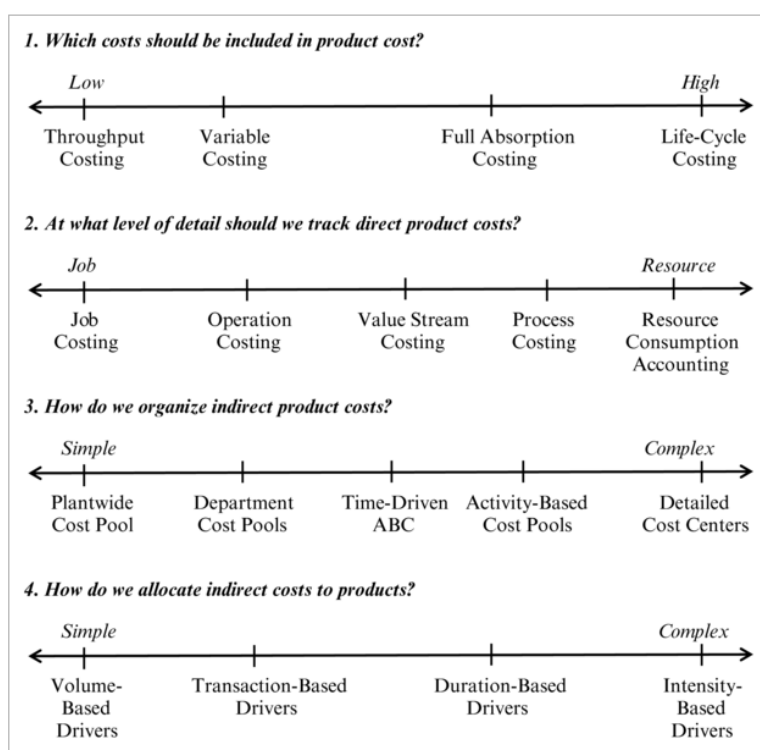 1. Which costs should be included in product cost?
Low High
Throughput Costing
Variable Costing
Full Absorption Costing
Life-Cycle Costing
2. At what level of detail should we track direct product costs?
Job Resource
Job Costing
Operation Costing
Value Stream Costing
Process Costing
Resource Consumption Accounting
3. How do we organize indirect product costs?
Simple Complex
Plantwide Cost Pool
Department Cost Pools
Time-Driven ABC
Activity-Based Cost Pools
Detailed Cost Centers
4. How do we allocate indirect costs to products?
Simple Complex
Volume-Based Drivers
Transaction-Based Drivers
Duration-Based Drivers
Intensity-Based Drivers